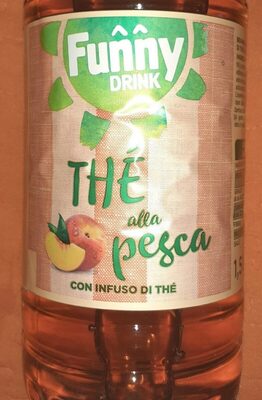 Funny
DRINK
THÉ
alla
pesca
CON INFUSO DI THÉ